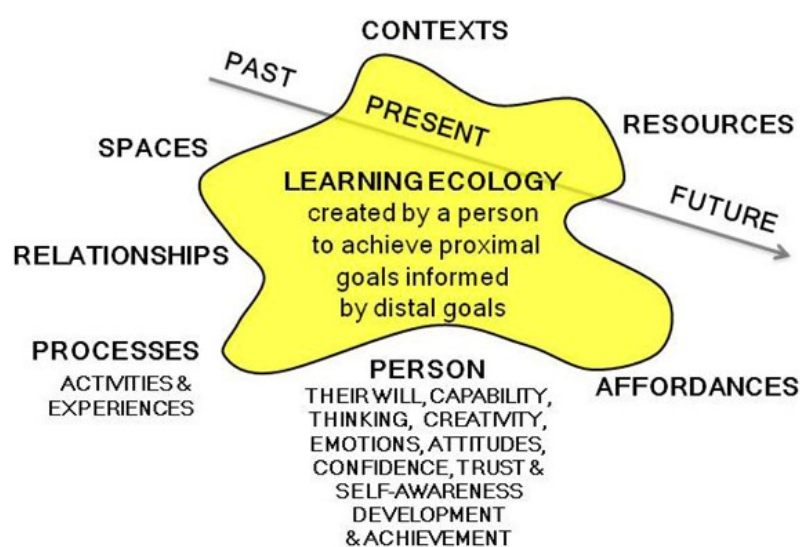 CONTEXTS
PAST
PRESENT
FUTURE
RESOURCES
SPACES
LEARNING ECOLOGY
created by a person
to achieve proximal
goals informed
by distal goals
RELATIONSHIPS
PROCESSES
ACTIVITIES &
EXPERIENCES
PERSON
THEIR WILL, CAPABILITY,
THINKING, CREATIVITY,
EMOTIONS, ATTITUDES,
CONFIDENCE, TRUST &
SELF-AWARENESS
DEVELOPMENT
& ACHIEVEMENT
AFFORDANCES